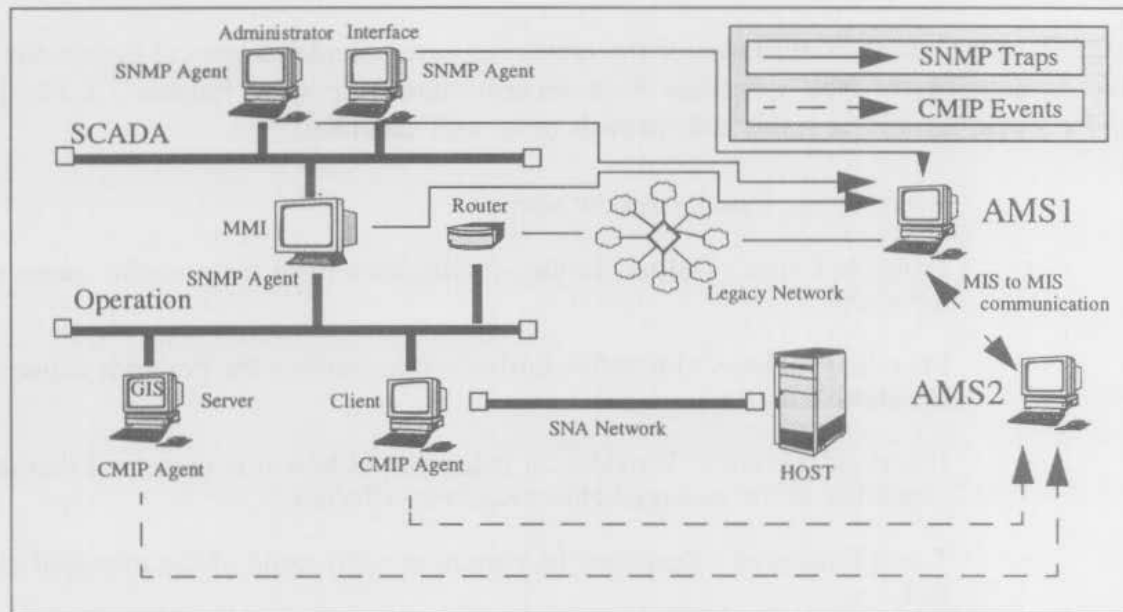 Administrator Interface
SNMP Agent
SNMP Agent
SNMP Traps
CMIP Events
SCADA
MMI
Router
AMS1
SNMP Agent
Legacy Network
MIS to MIS
communication
Operation
GIS
Server
Client
SNA Network
AMS2
CMIP Agent
CMIP Agent
HOST